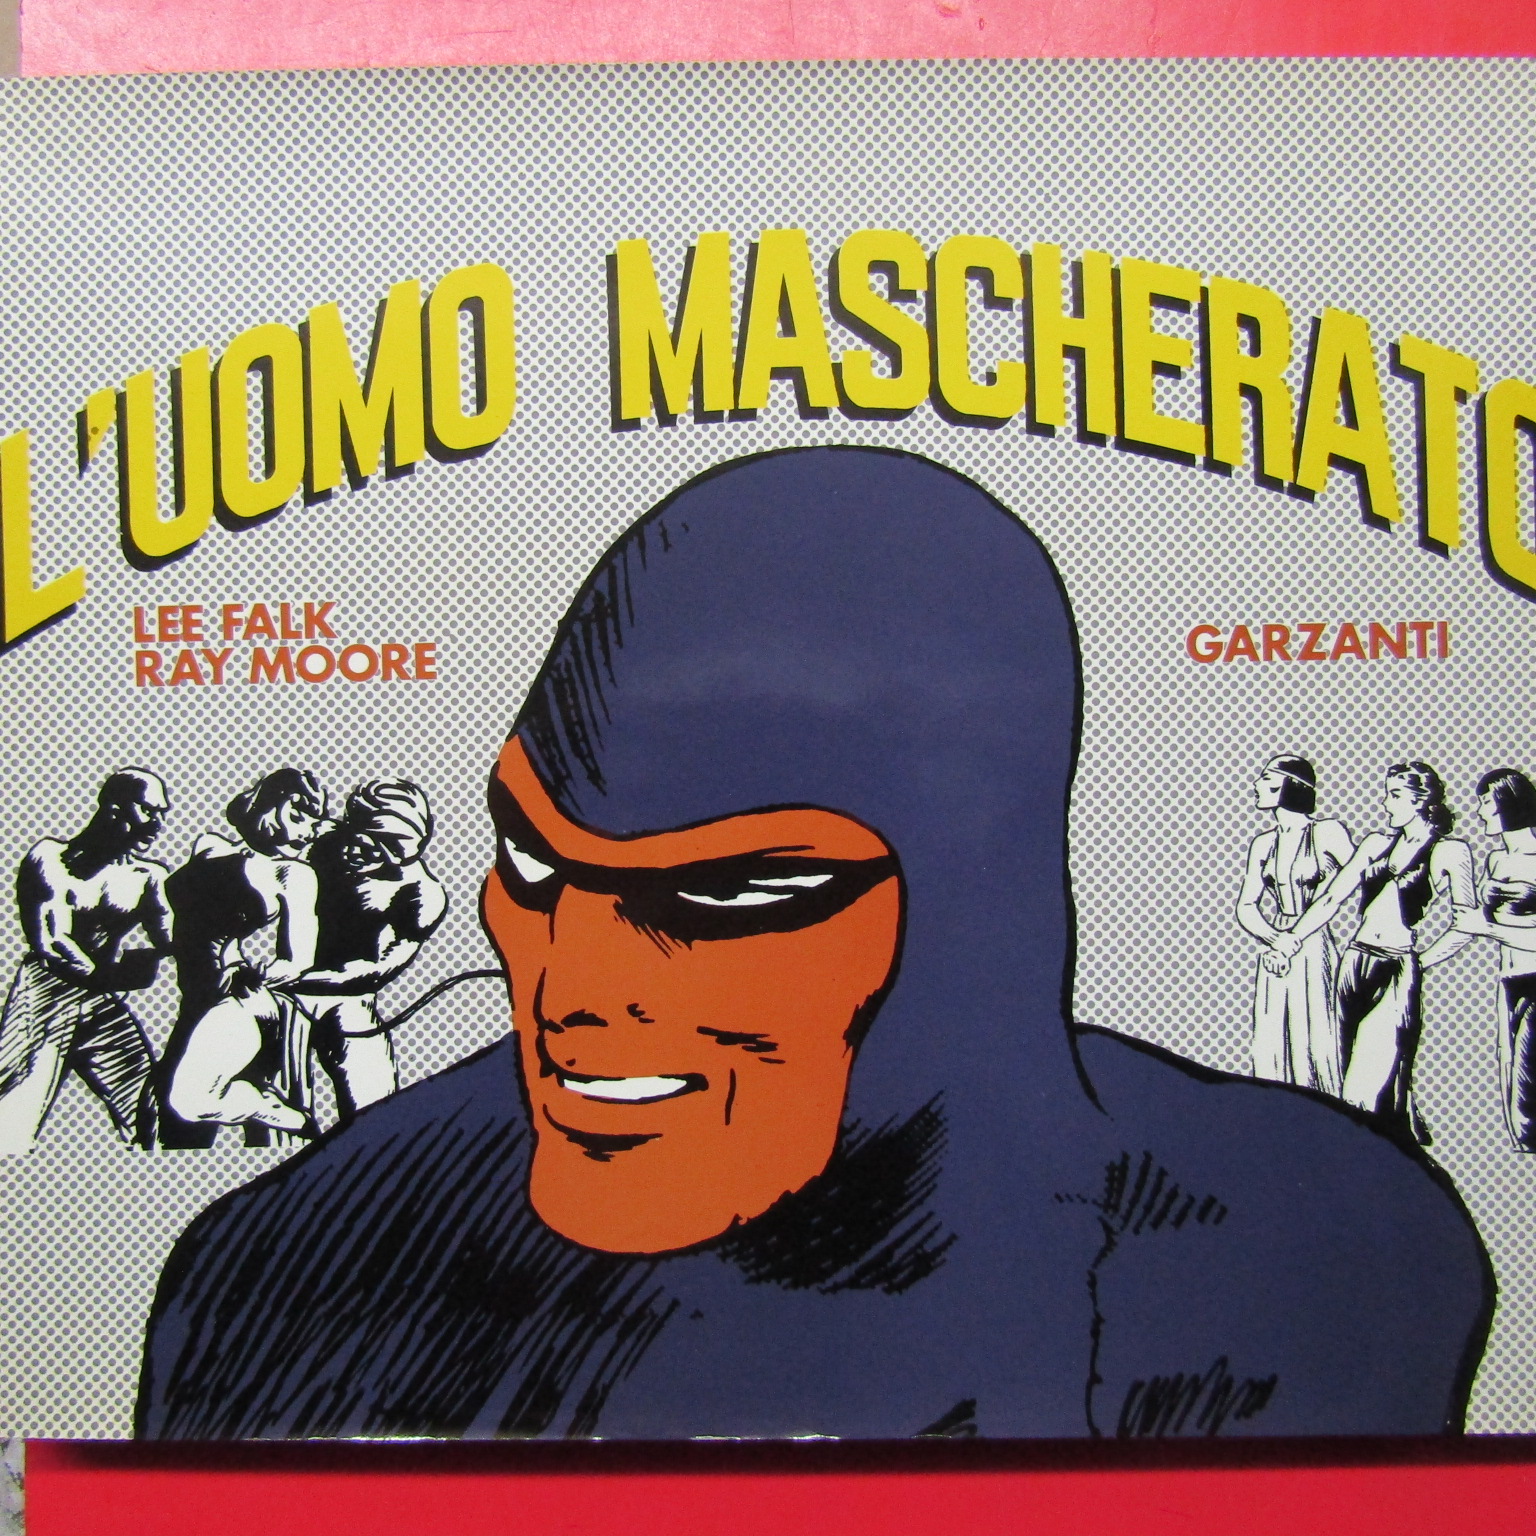 L'UOMO MASCHERATO
LEE FALK
RAY MOORE
GARZANTI